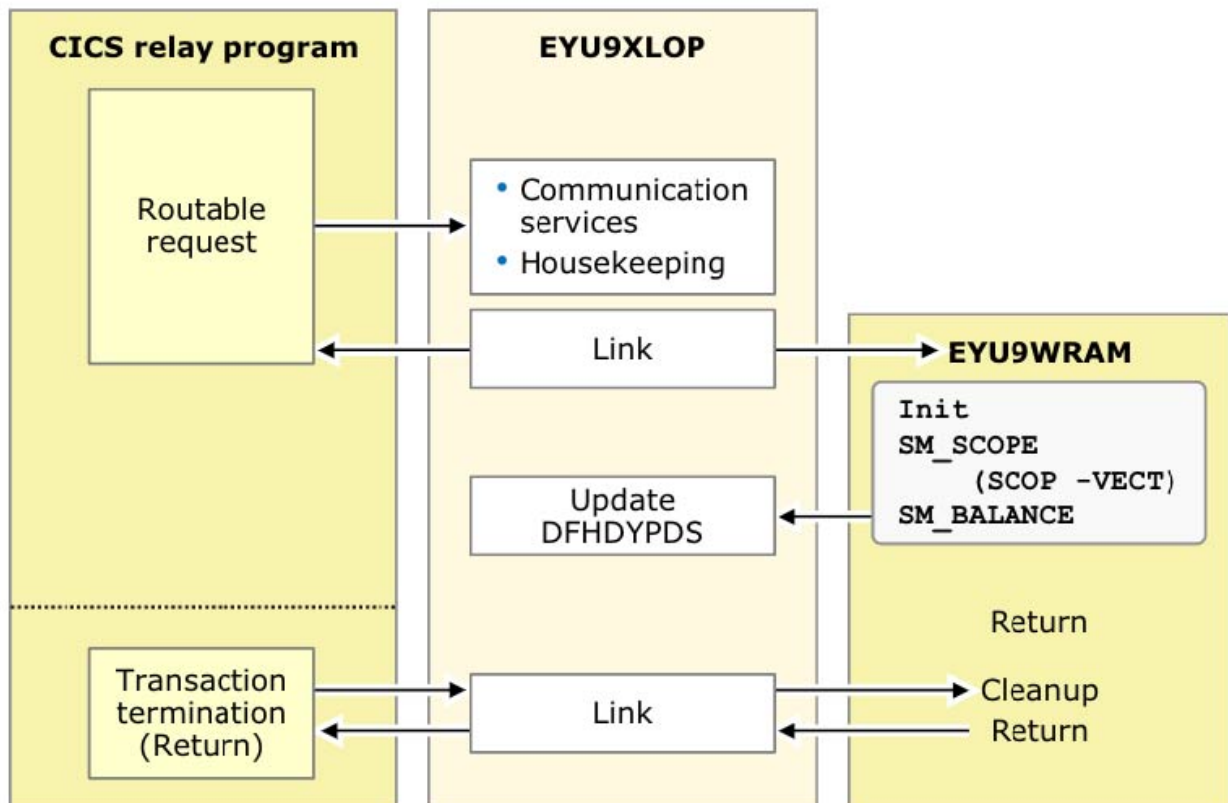 CICS relay program
Routable
request
Transaction
termination
(Return)
EYU9XLOP
• Communication
services
• Housekeeping
Link
Update
DFHDYPDS
Link
EYU9WRAM
Init
SM_SCOPE
(SCOP -VECT)
SM_BALANCE
Return
Cleanup
Return